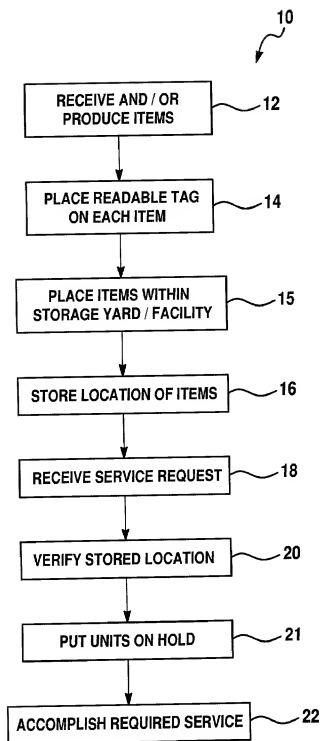 10
RECEIVE AND / OR
PRODUCE ITEMS
12
PLACE READABLE TAG
ON EACH ITEM
14
PLACE ITEMS WITHIN
STORAGE YARD / FACILITY
15
STORE LOCATION OF ITEMS
16
RECEIVE SERVICE REQUEST
18
VERIFY STORED LOCATION
20
PUT UNITS ON HOLD
21
ACCOMPLISH REQUIRED SERVICE
22